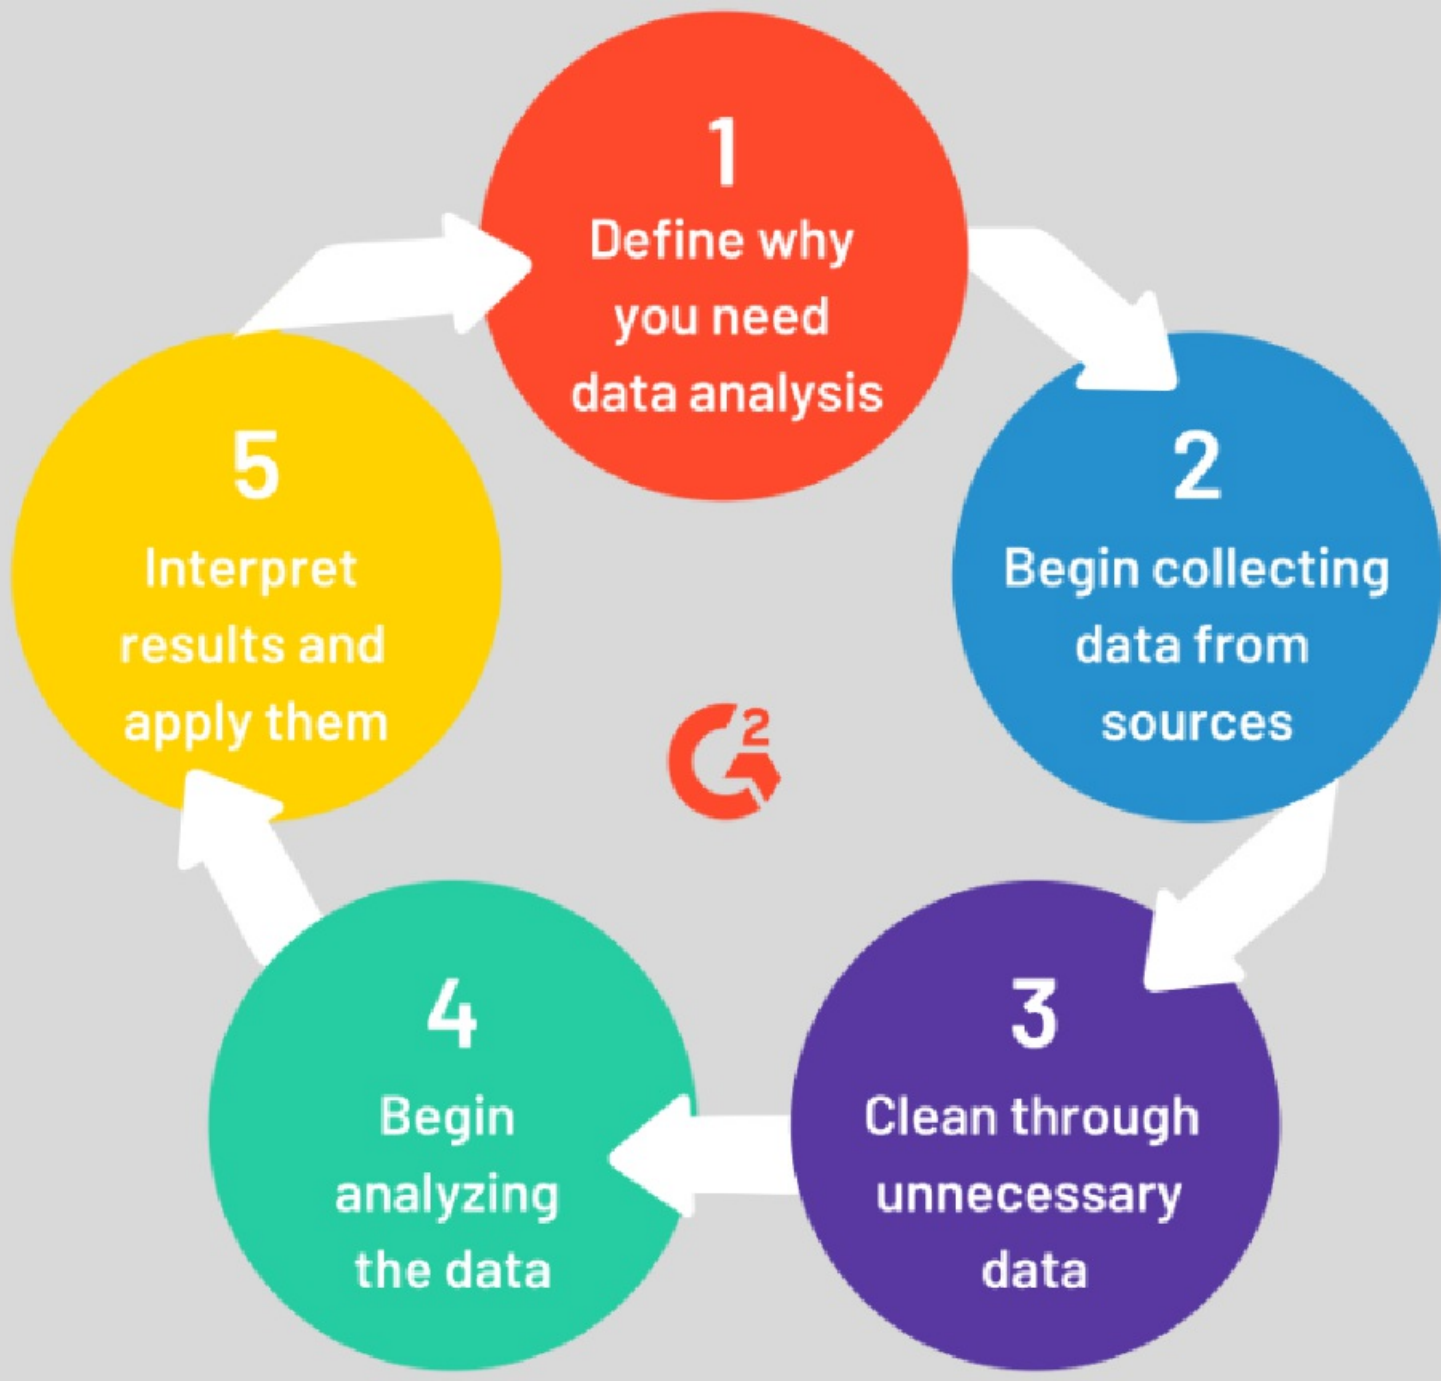 1
Define why
you need
data analysis
2
Begin collecting
data from
sources
3
Clean through
unnecessary
data
4
Begin
analyzing
the data
5
Interpret
results and
apply them
G2